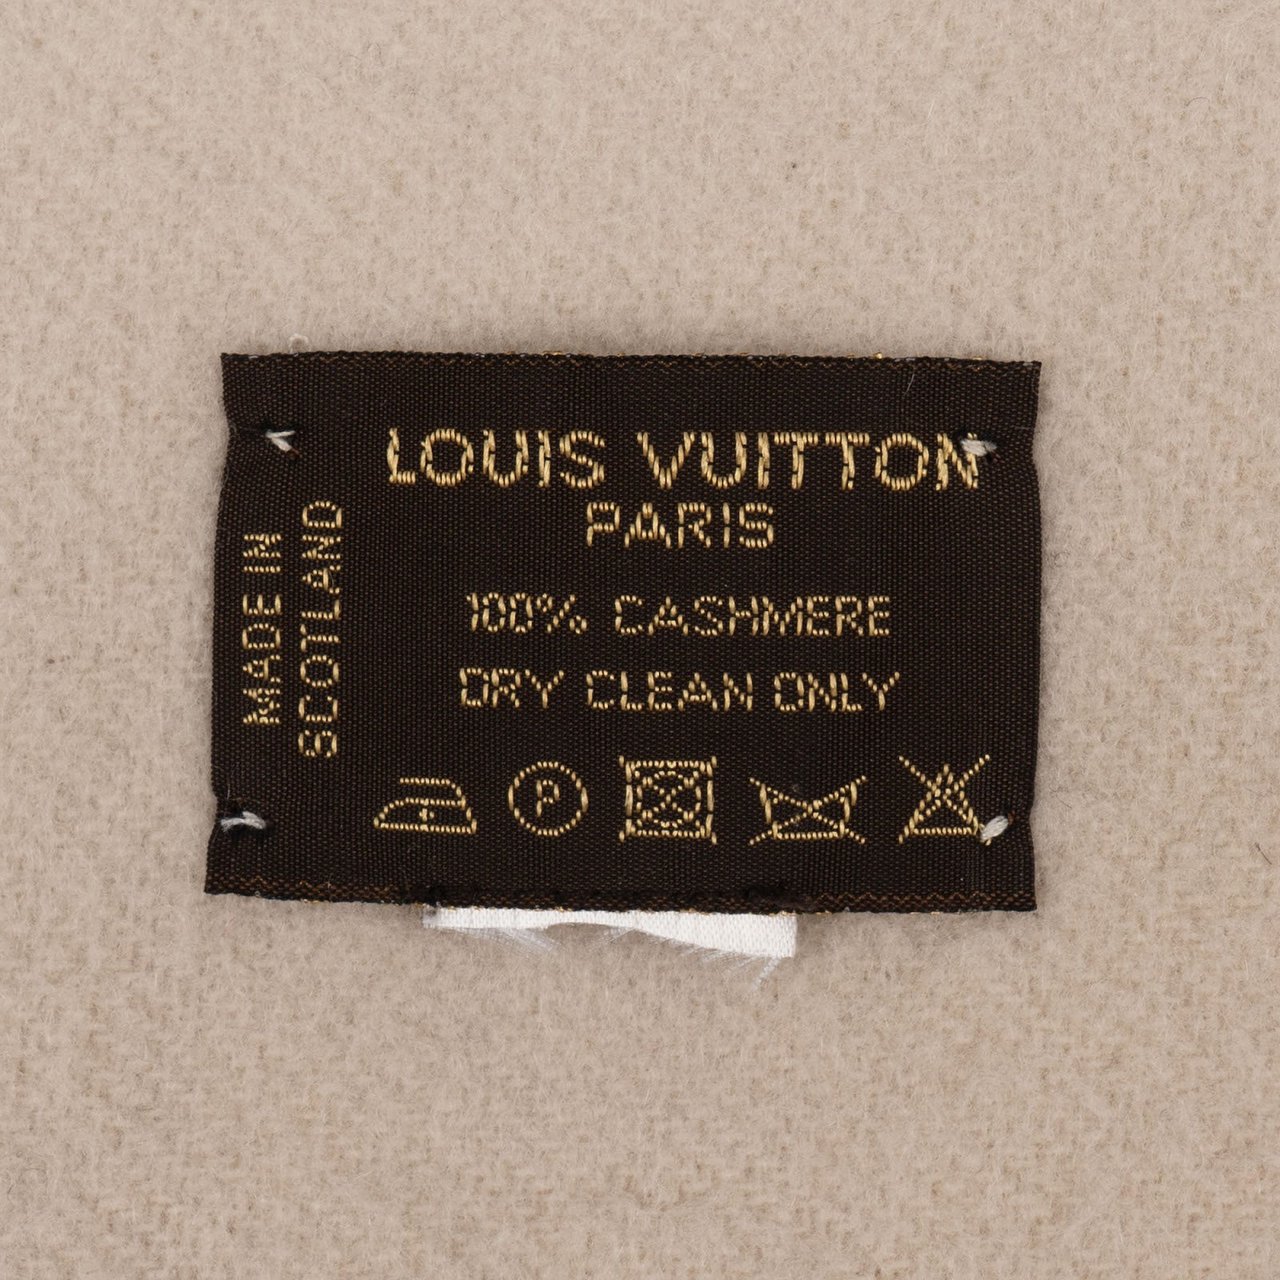 LOUIS VUITTON
PARIS
100% CASHMERE
DRY CLEAN ONLY
P
MADE IN
SCOTLAND